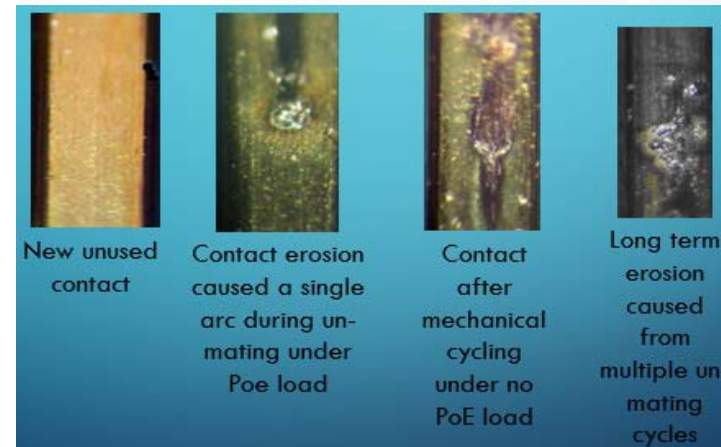 New unused
contact
Contact erosion
caused a single
arc during un-
mating under
Poe load
Contact
after
mechanical
cycling
under no
PoE load
Long term
erosion
caused
from
multiple un
mating
cycles